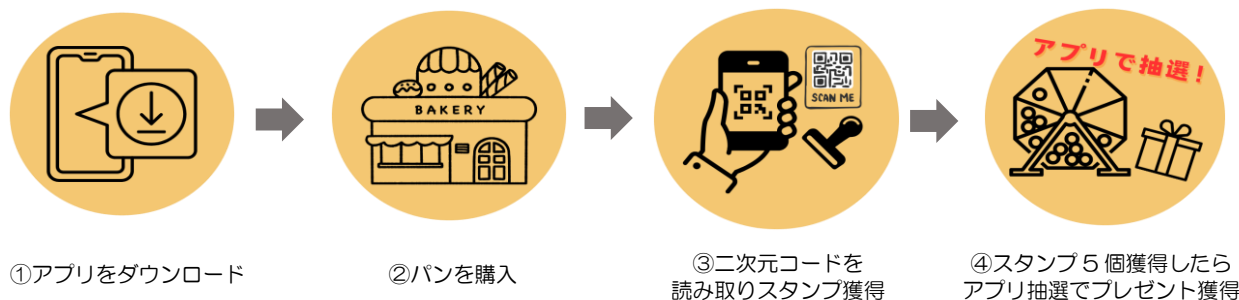 BAKERY
SCAN ME
アプリで抽選!
①アプリをダウンロード
②パンを購入
③二次元コードを
読み取りスタンプ獲得
④スタンプ5個獲得したら
アプリ抽選でプレゼント獲得